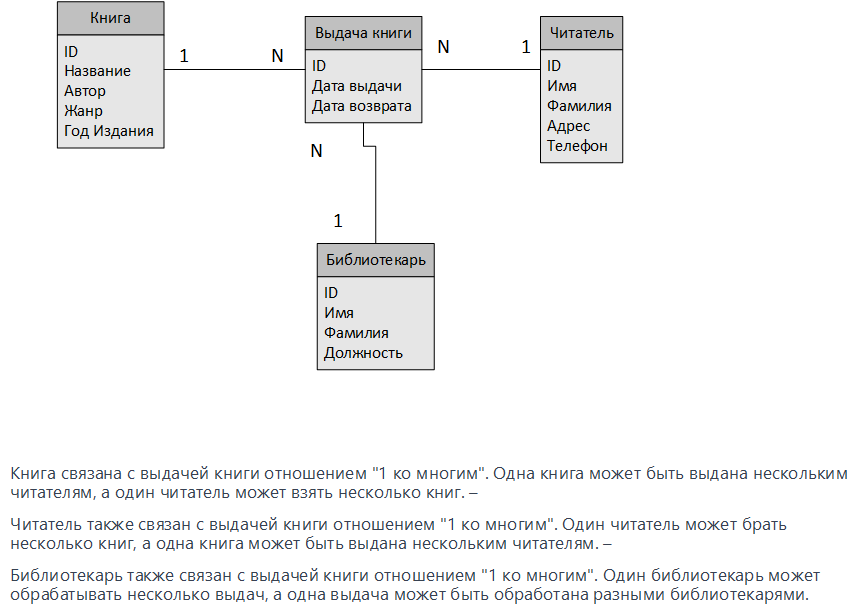 Книга
ID
Название
Автор
Жанр
Год Издания
1
N
Выдача книги
ID
Дата выдачи
Дата возврата
N
1
Читатель
ID
Имя
Фамилия
Адрес
Телефон
N
1
Библиотекарь
ID
Имя
Фамилия
Должность
Книга связана с выдачей книги отношением "1 ко многим". Одна книга может быть выдана нескольким
читателям, а один читатель может взять несколько книг. –
Читатель также связан с выдачей книги отношением "1 ко многим". Один читатель может брать
несколько книг, а одна книга может быть выдана нескольким читателям. –
Библиотекарь также связан с выдачей книги отношением "1 ко многим". Один библиотекарь может
обрабатывать несколько выдач, а одна выдача может быть обработана разными библиотекарями.